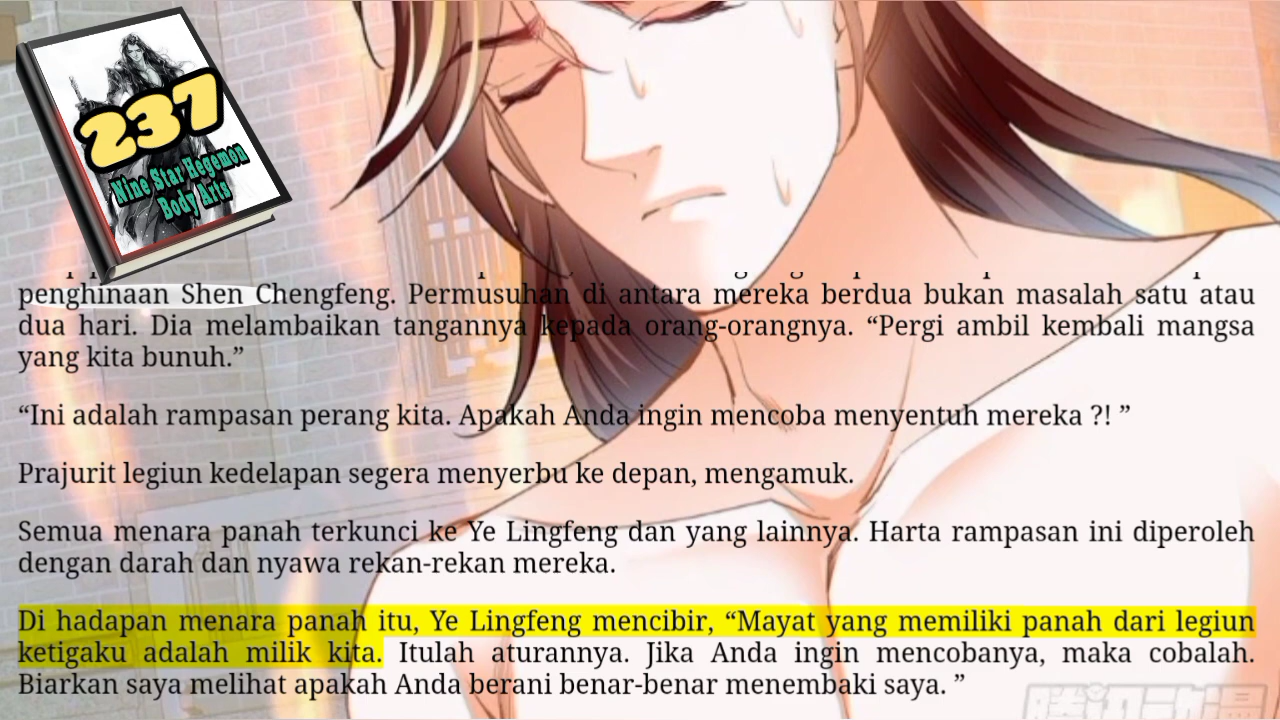 237
Nine Star Hegemon
Body Arts
penghinaan Shen Chengfeng. Permusuhan di antara mereka berdua bukan masalah satu atau
dua hari. Dia melambaikan tangannya kepada orang-orangnya. “Pergi ambil kembali mangsa
yang kita bunuh.”
“Ini adalah rampasan perang kita. Apakah Anda ingin mencoba menyentuh mereka ?! ”
Prajurit legiun kedelapan segera menyerbu ke depan, mengamuk.
Semua menara panah terkunci ke Ye Lingfeng dan yang lainnya. Harta rampasan ini diperoleh
dengan darah dan nyawa rekan-rekan mereka.
Di hadapan menara panah itu, Ye Lingfeng mencibir, “Mayat yang memiliki panah dari legiun
ketigaku adalah milik kita. Itulah aturannya. Jika Anda ingin mencobanya, maka cobalah.
Biarkan saya melihat apakah Anda berani benar-benar menembaki saya. ”
腾讯动漫